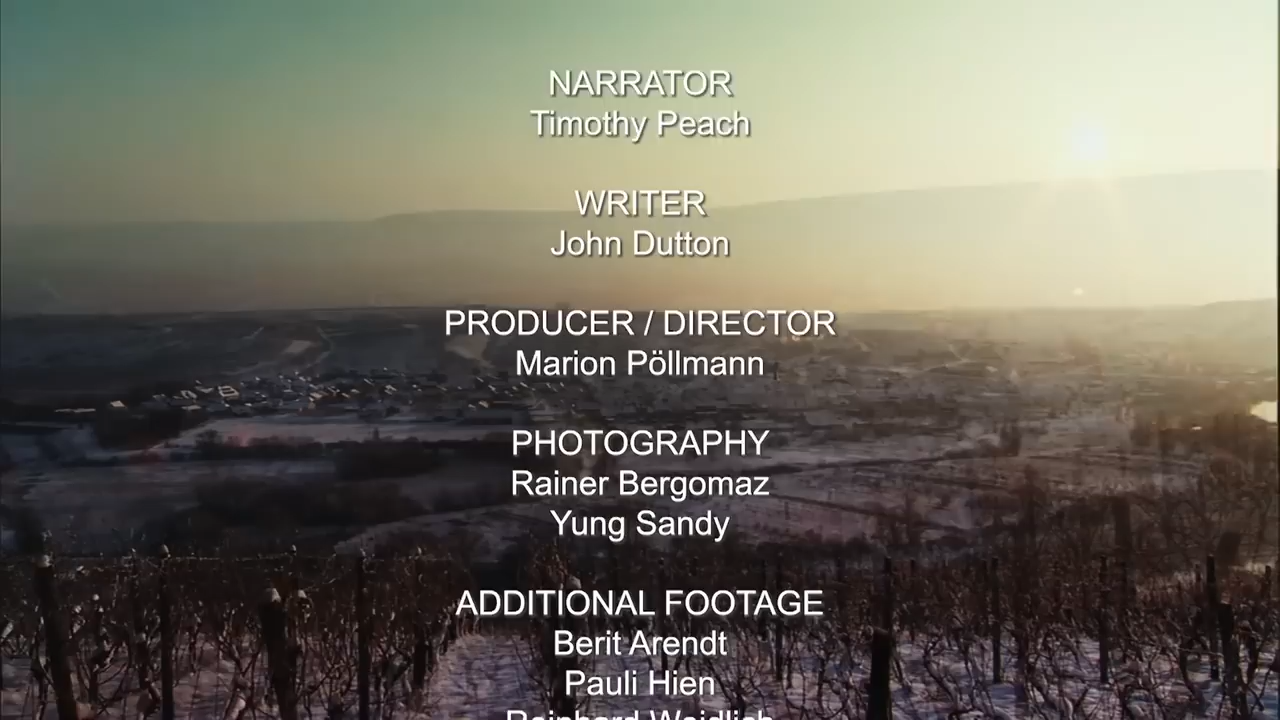 NARRATOR
Timothy Peach
WRITER
John Dutton
PRODUCER / DIRECTOR
Marion Pöllmann
PHOTOGRAPHY
Rainer Bergomaz
Yung Sandy
ADDITIONAL FOOTAGE
Berit Arendt
Pauli Hien